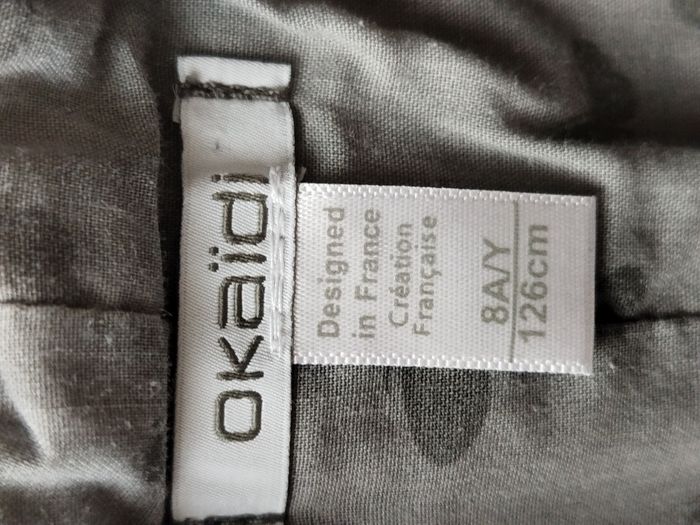 okaïdi
Designed
in France
Création
Française
8A/Y
126cm